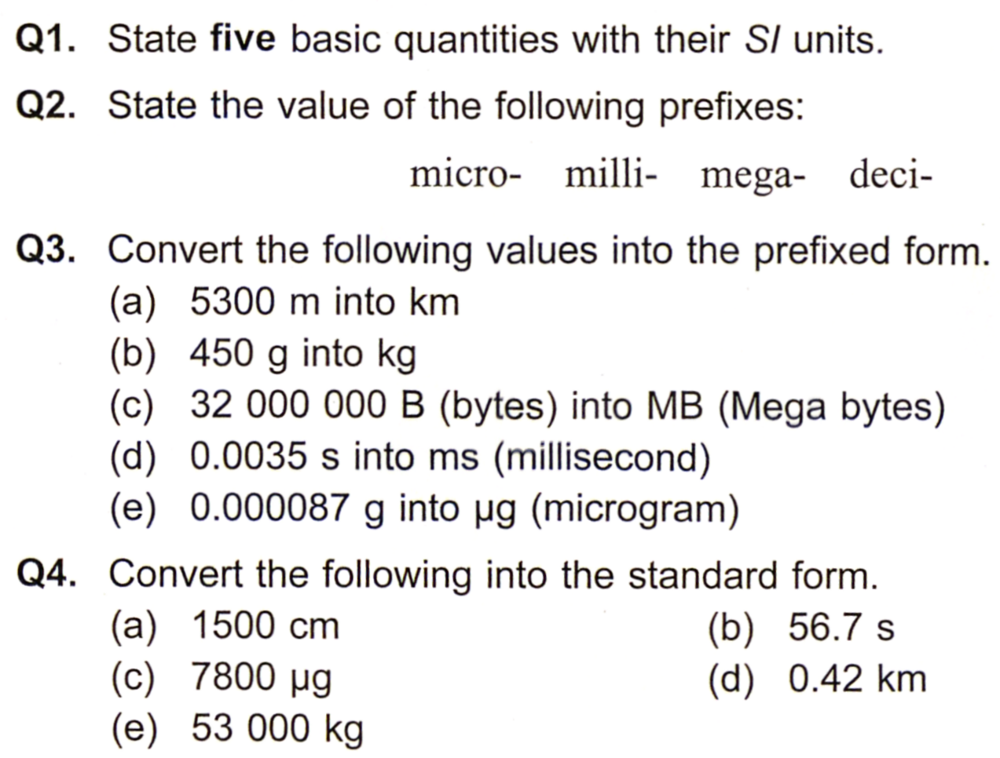 Q1. State five basic quantities with their SI units.
Q2. State the value of the following prefixes:
micro- milli- mega- deci-
Q3. Convert the following values into the prefixed form.
(a) 5300 m into km
(b) 450 g into kg
(c) 32 000 000 B (bytes) into MB (Mega bytes)
(d) 0.0035 s into ms (millisecond)
(e) 0.000087 g into µg (microgram)
Q4. Convert the following into the standard form.
(a) 1500 cm (b) 56.7 s
(c) 7800 µg (d) 0.42 km
(e) 53 000 kg